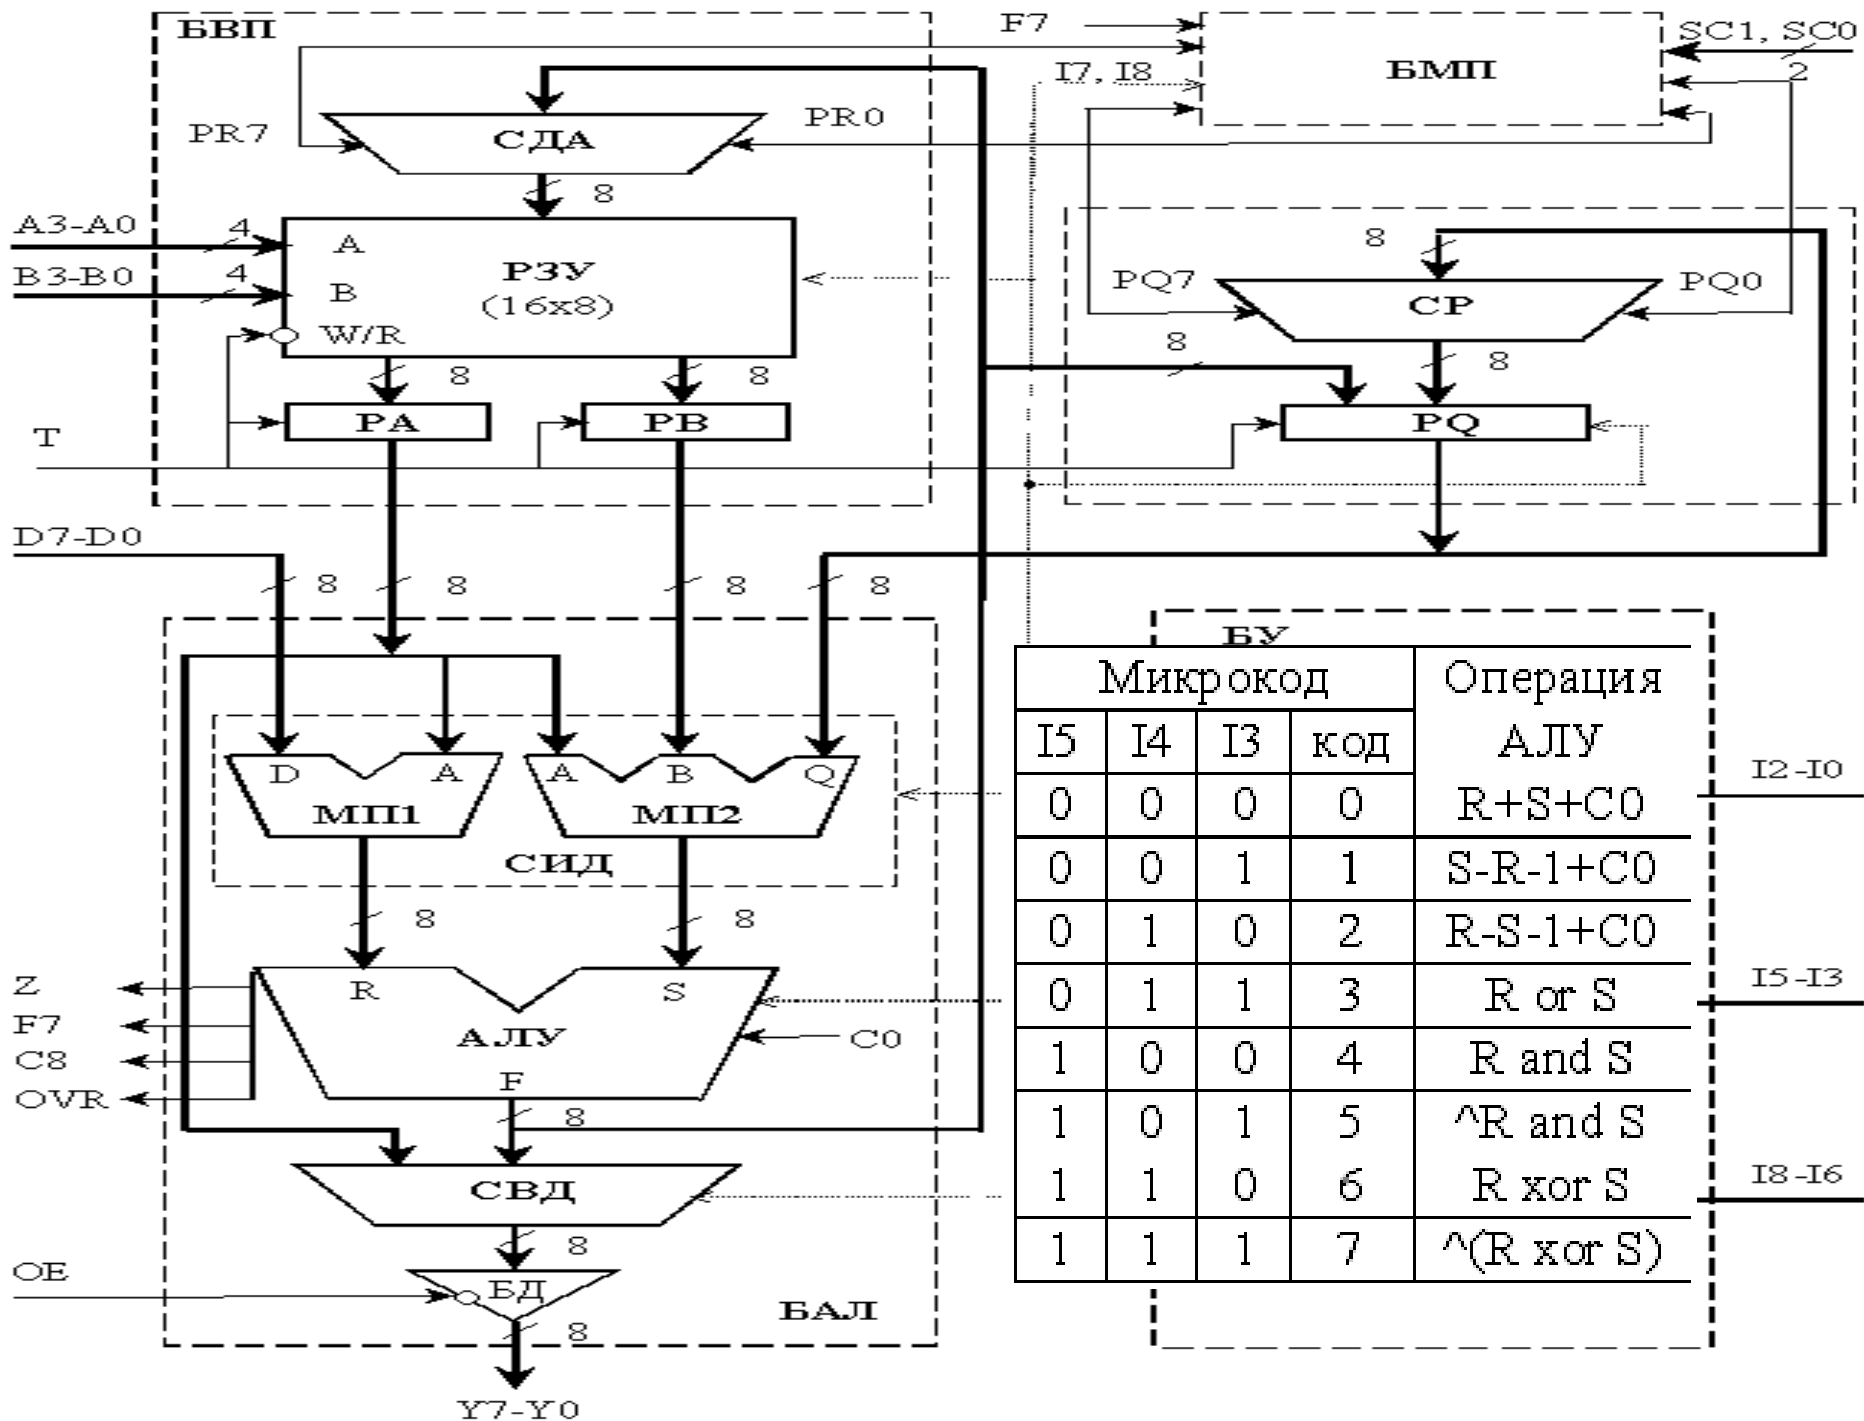 БВП
F7
SC1, SC0
I7, I8
БМП
2
PR7
СДА
PR0
8
A3-A0
4
A
B3-B0
4
B
РЗУ
(16x8)
W/R
8
8
8
PQ7
СР
PQ0
8
8
T
РА
РВ
PQ
D7-D0
8
8
8
8
БУ
D
A
МП1
A
B
Q
МП2
СИД
8
8
Z
F7
C8
OVR
R
S
АЛУ
F
C0
8
СВД
8
OE
БД
8
БАЛ
Y7-Y0
Микрокод Операция
I5 I4 I3 код АЛУ
0 0 0 0 R+S+C0
0 0 1 1 S-R-1+C0
0 1 0 2 R-S-1+C0
0 1 1 3 R or S
1 0 0 4 R and S
1 0 1 5 ^R and S
1 1 0 6 R xor S
1 1 1 7 ^(R xor S)
I2-I0
I5-I3
I8-I6